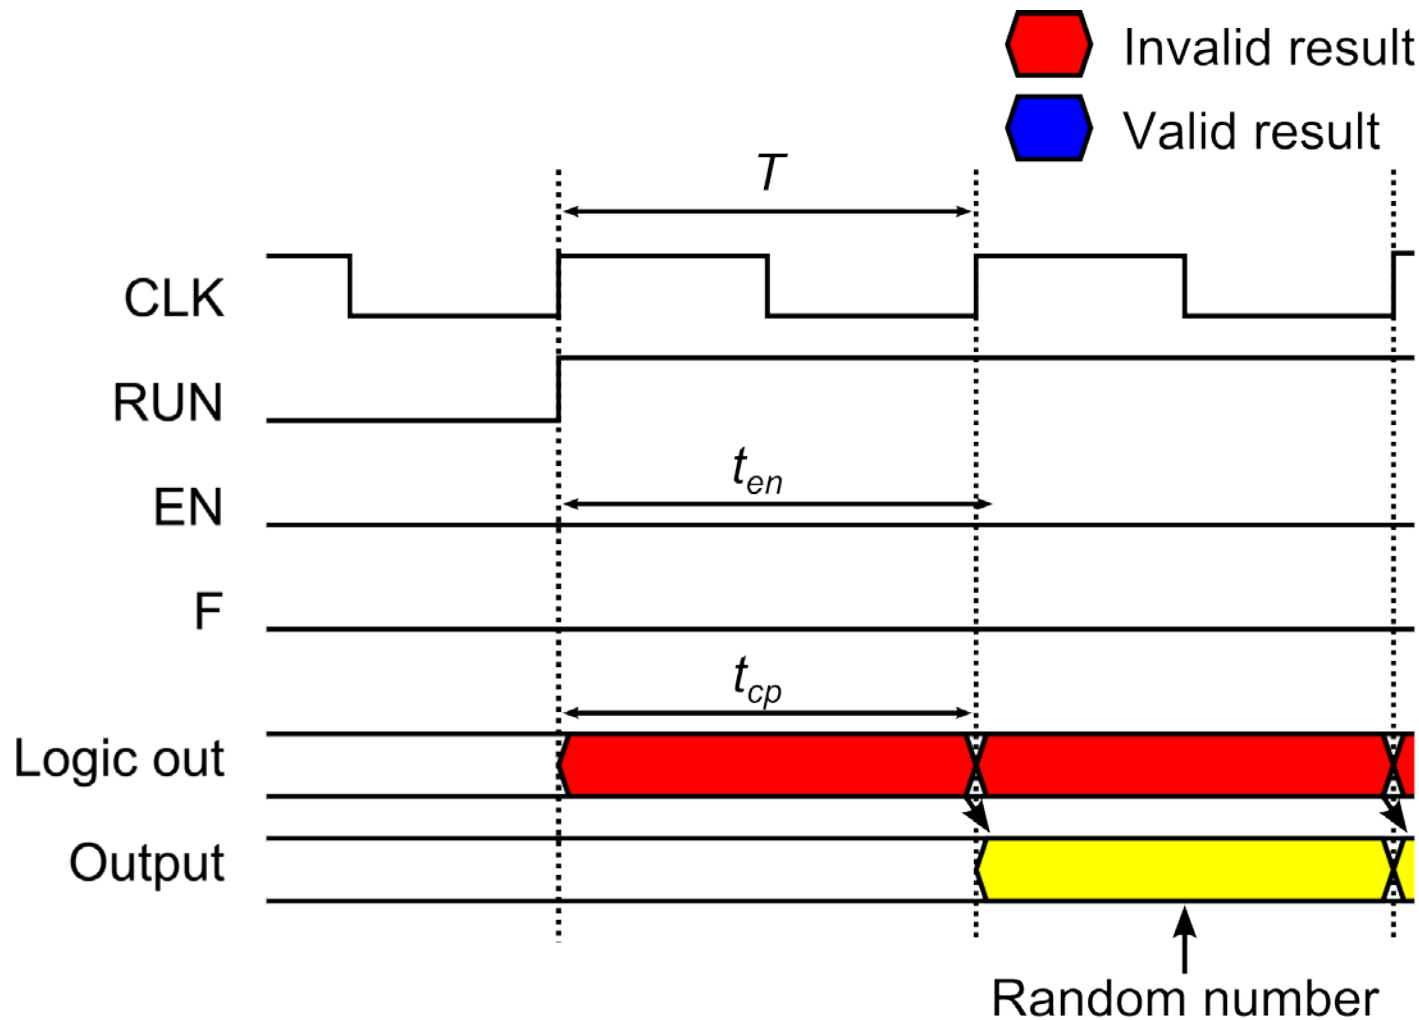 Invalid result
Valid result
T
CLK
RUN
ten
EN
F
tcp
Logic out
Output
Random number